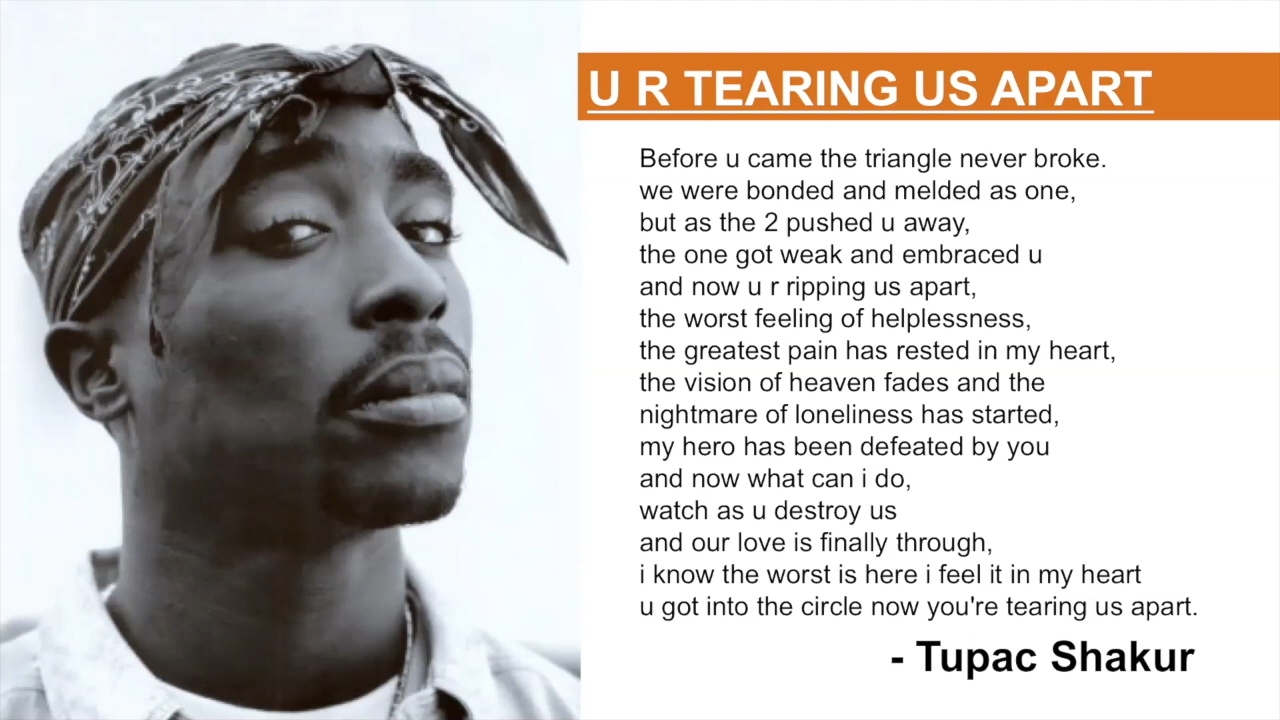 U R TEARING US APART
Before u came the triangle never broke.
we were bonded and melded as one,
but as the 2 pushed u away,
the one got weak and embraced u
and now u r ripping us apart,
the worst feeling of helplessness,
the greatest pain has rested in my heart,
the vision of heaven fades and the
nightmare of loneliness has started,
my hero has been defeated by you
and now what can i do,
watch as u destroy us
and our love is finally through,
i know the worst is here i feel it in my heart
u got into the circle now you're tearing us apart.
- Tupac Shakur